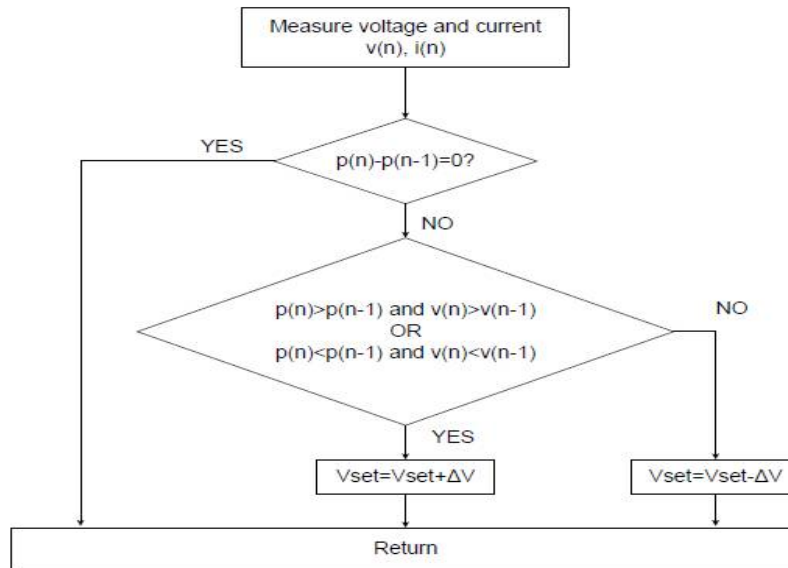 Measure voltage and current
v(n), i(n)
YES
p(n)-p(n-1)=0?
NO
p(n)>p(n-1) and v(n)>v(n-1)
OR
p(n)<p(n-1) and v(n)<v(n-1)
NO
YES
Vset=Vset+ΔV
Vset=Vset-ΔV
Return